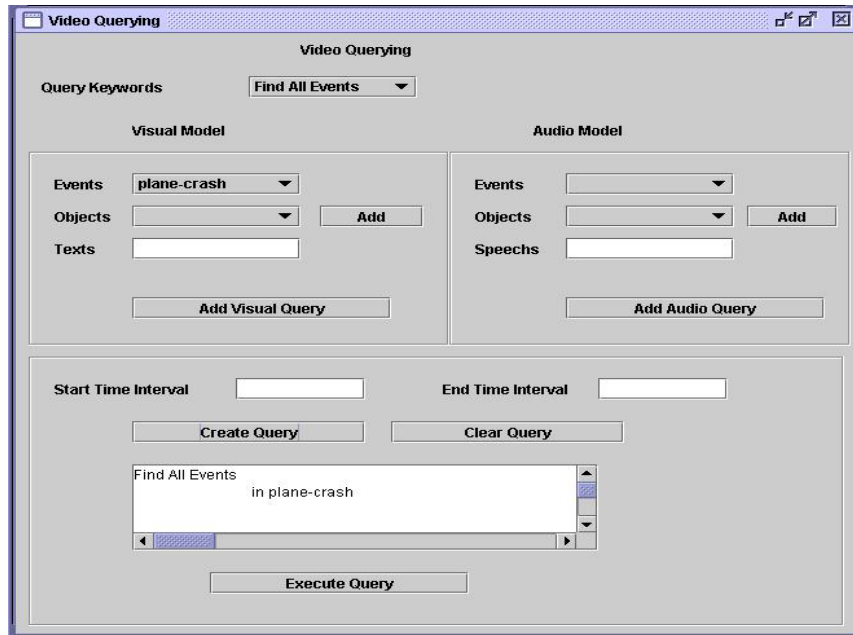 Video Querying
Video Querying
Query Keywords Find All Events
Visual Model Audio Model
Events plane-crash Events
Objects Add Objects Add
Texts Speechs
Add Visual Query Add Audio Query
Start Time Interval End Time Interval
Create Query Clear Query
Find All Events
in plane-crash
Execute Query